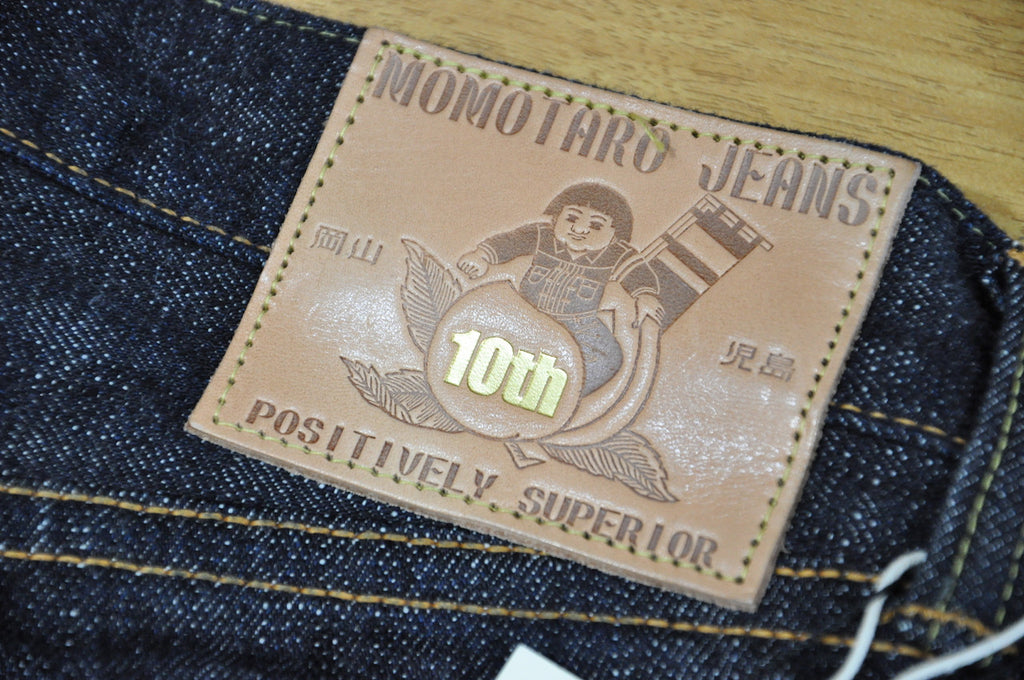 MOMOTARO JEANS
岡山
児島
10th
POSITIVELY SUPERIOR